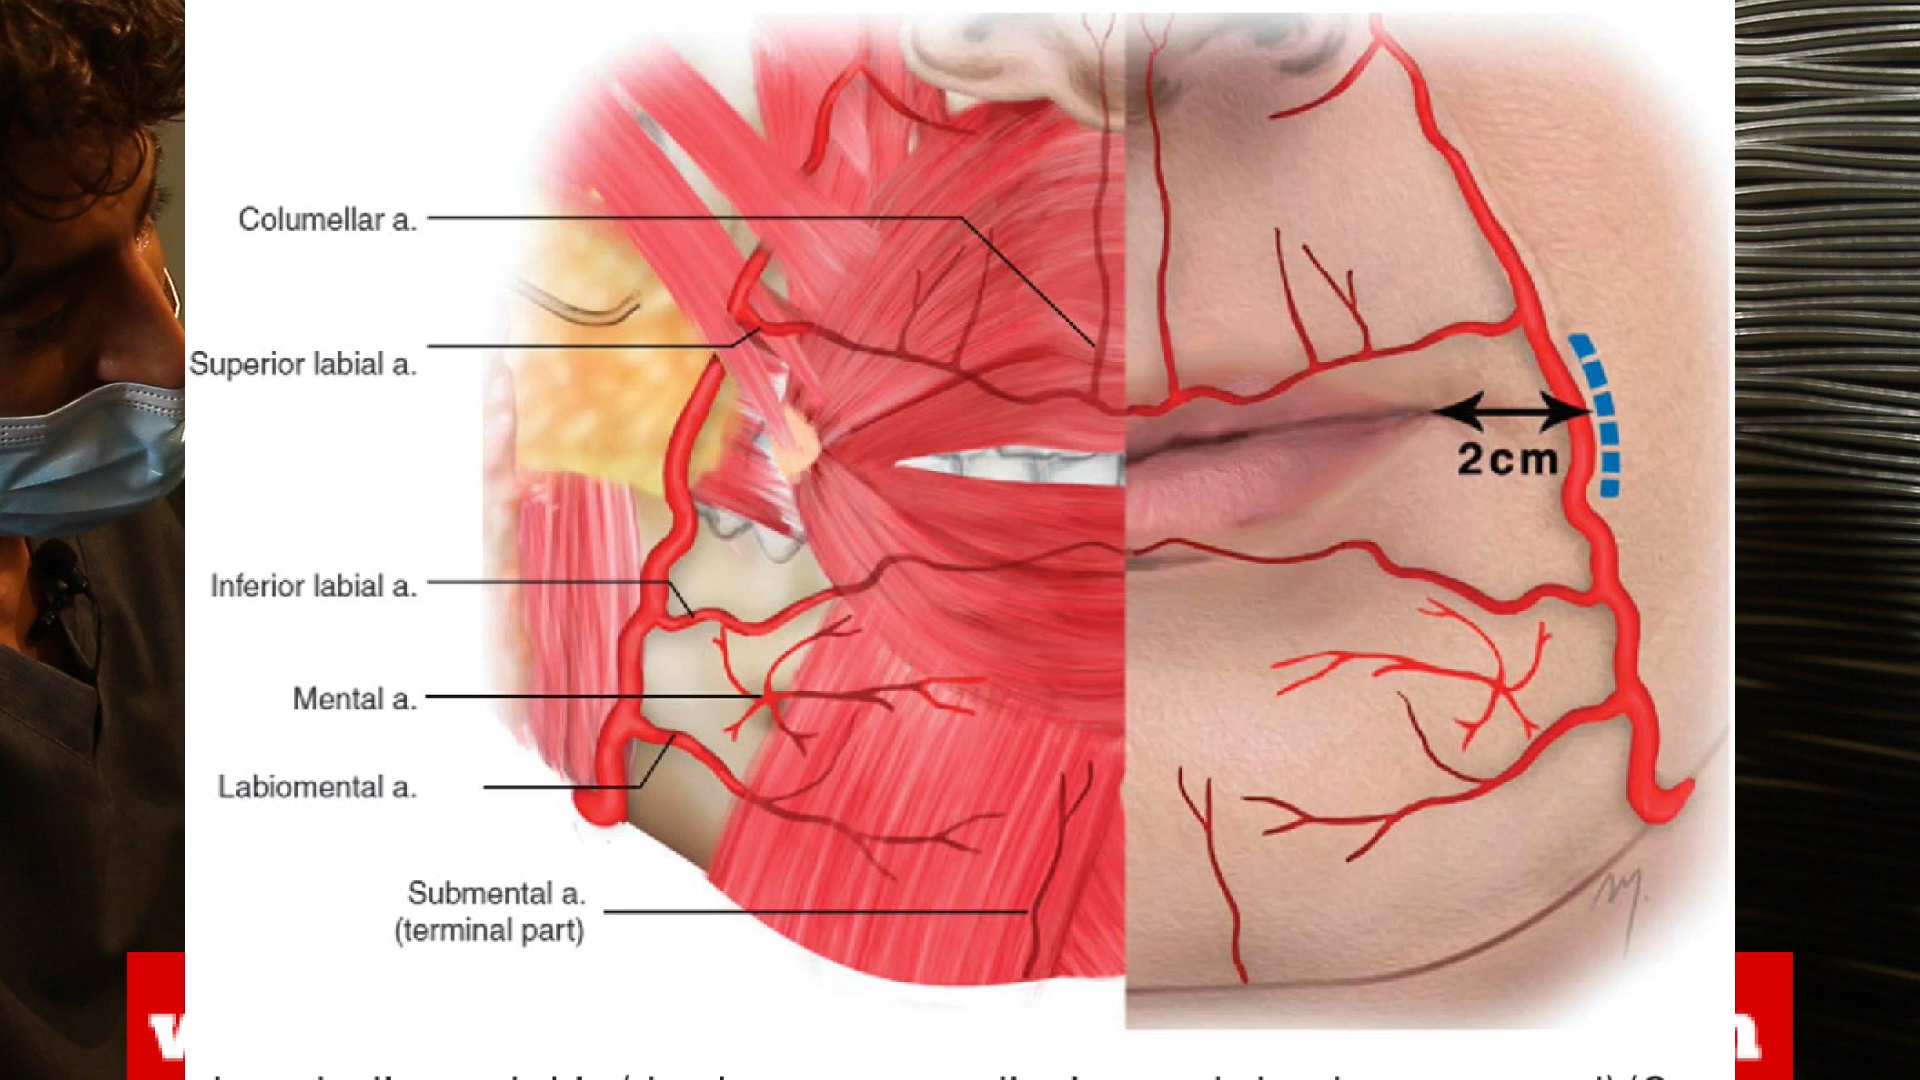 Columellar a.
Superior labial a.
2cm
Inferior labial a.
Mental a.
Labiomental a.
Submental a.
(terminal part)